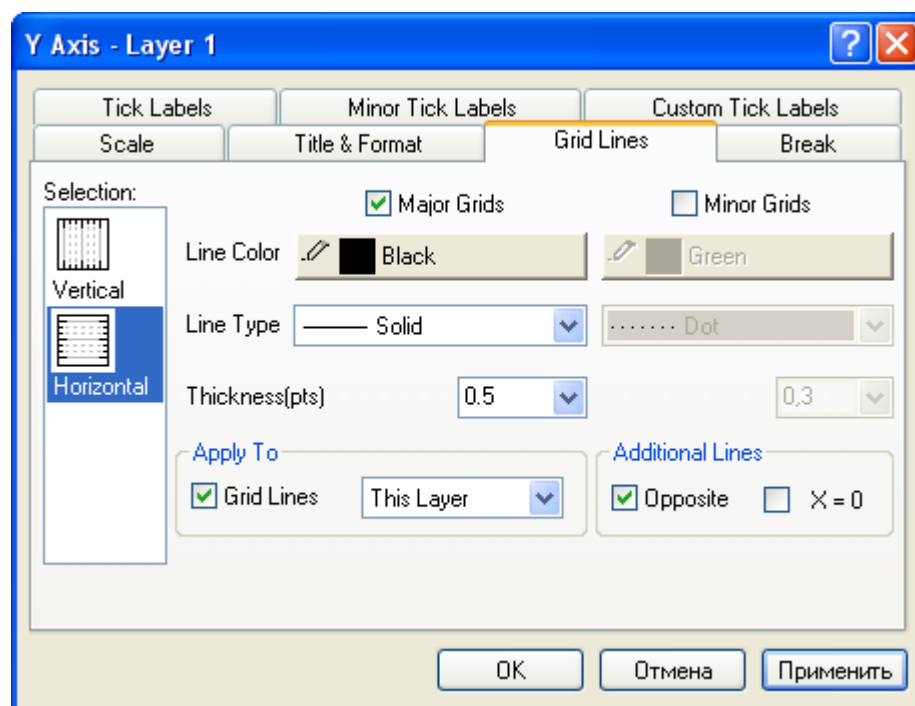 Y Axis - Layer 1
Tick Labels Minor Tick Labels Custom Tick Labels
Scale Title & Format Grid Lines Break
Selection:
Major Grids Minor Grids
Vertical
Horizontal
Line Color Black Green
Line Type Solid Dot
Thickness(pts) 0.5 0,3
Apply To
Grid Lines This Layer
Additional Lines
Opposite X = 0
OK Отмена Применить